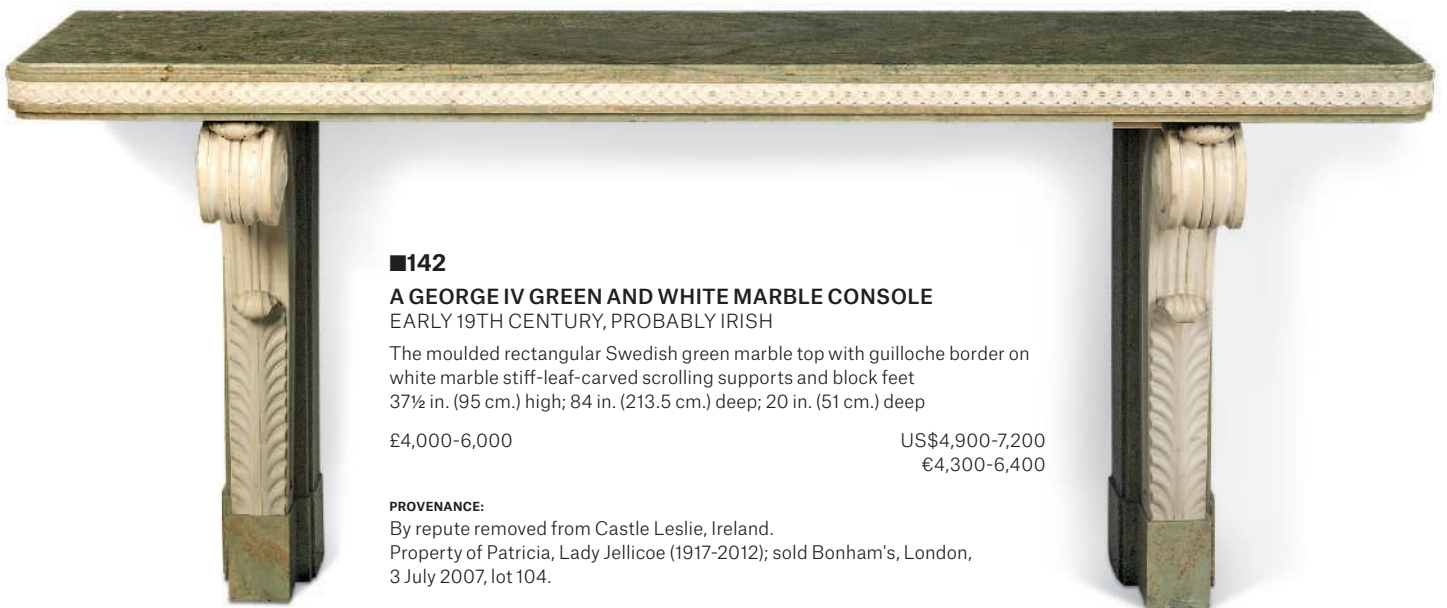 ■142
A GEORGE IV GREEN AND WHITE MARBLE CONSOLE
EARLY 19TH CENTURY, PROBABLY IRISH
The moulded rectangular Swedish green marble top with guilloche border on
white marble stiff-leaf-carved scrolling supports and block feet
37½ in. (95 cm.) high; 84 in. (213.5 cm.) deep; 20 in. (51 cm.) deep
£4,000-6,000 US$4,900-7,200
€4,300-6,400
PROVENANCE:
By repute removed from Castle Leslie, Ireland.
Property of Patricia, Lady Jellicoe (1917-2012); sold Bonham's, London,
3 July 2007, lot 104.